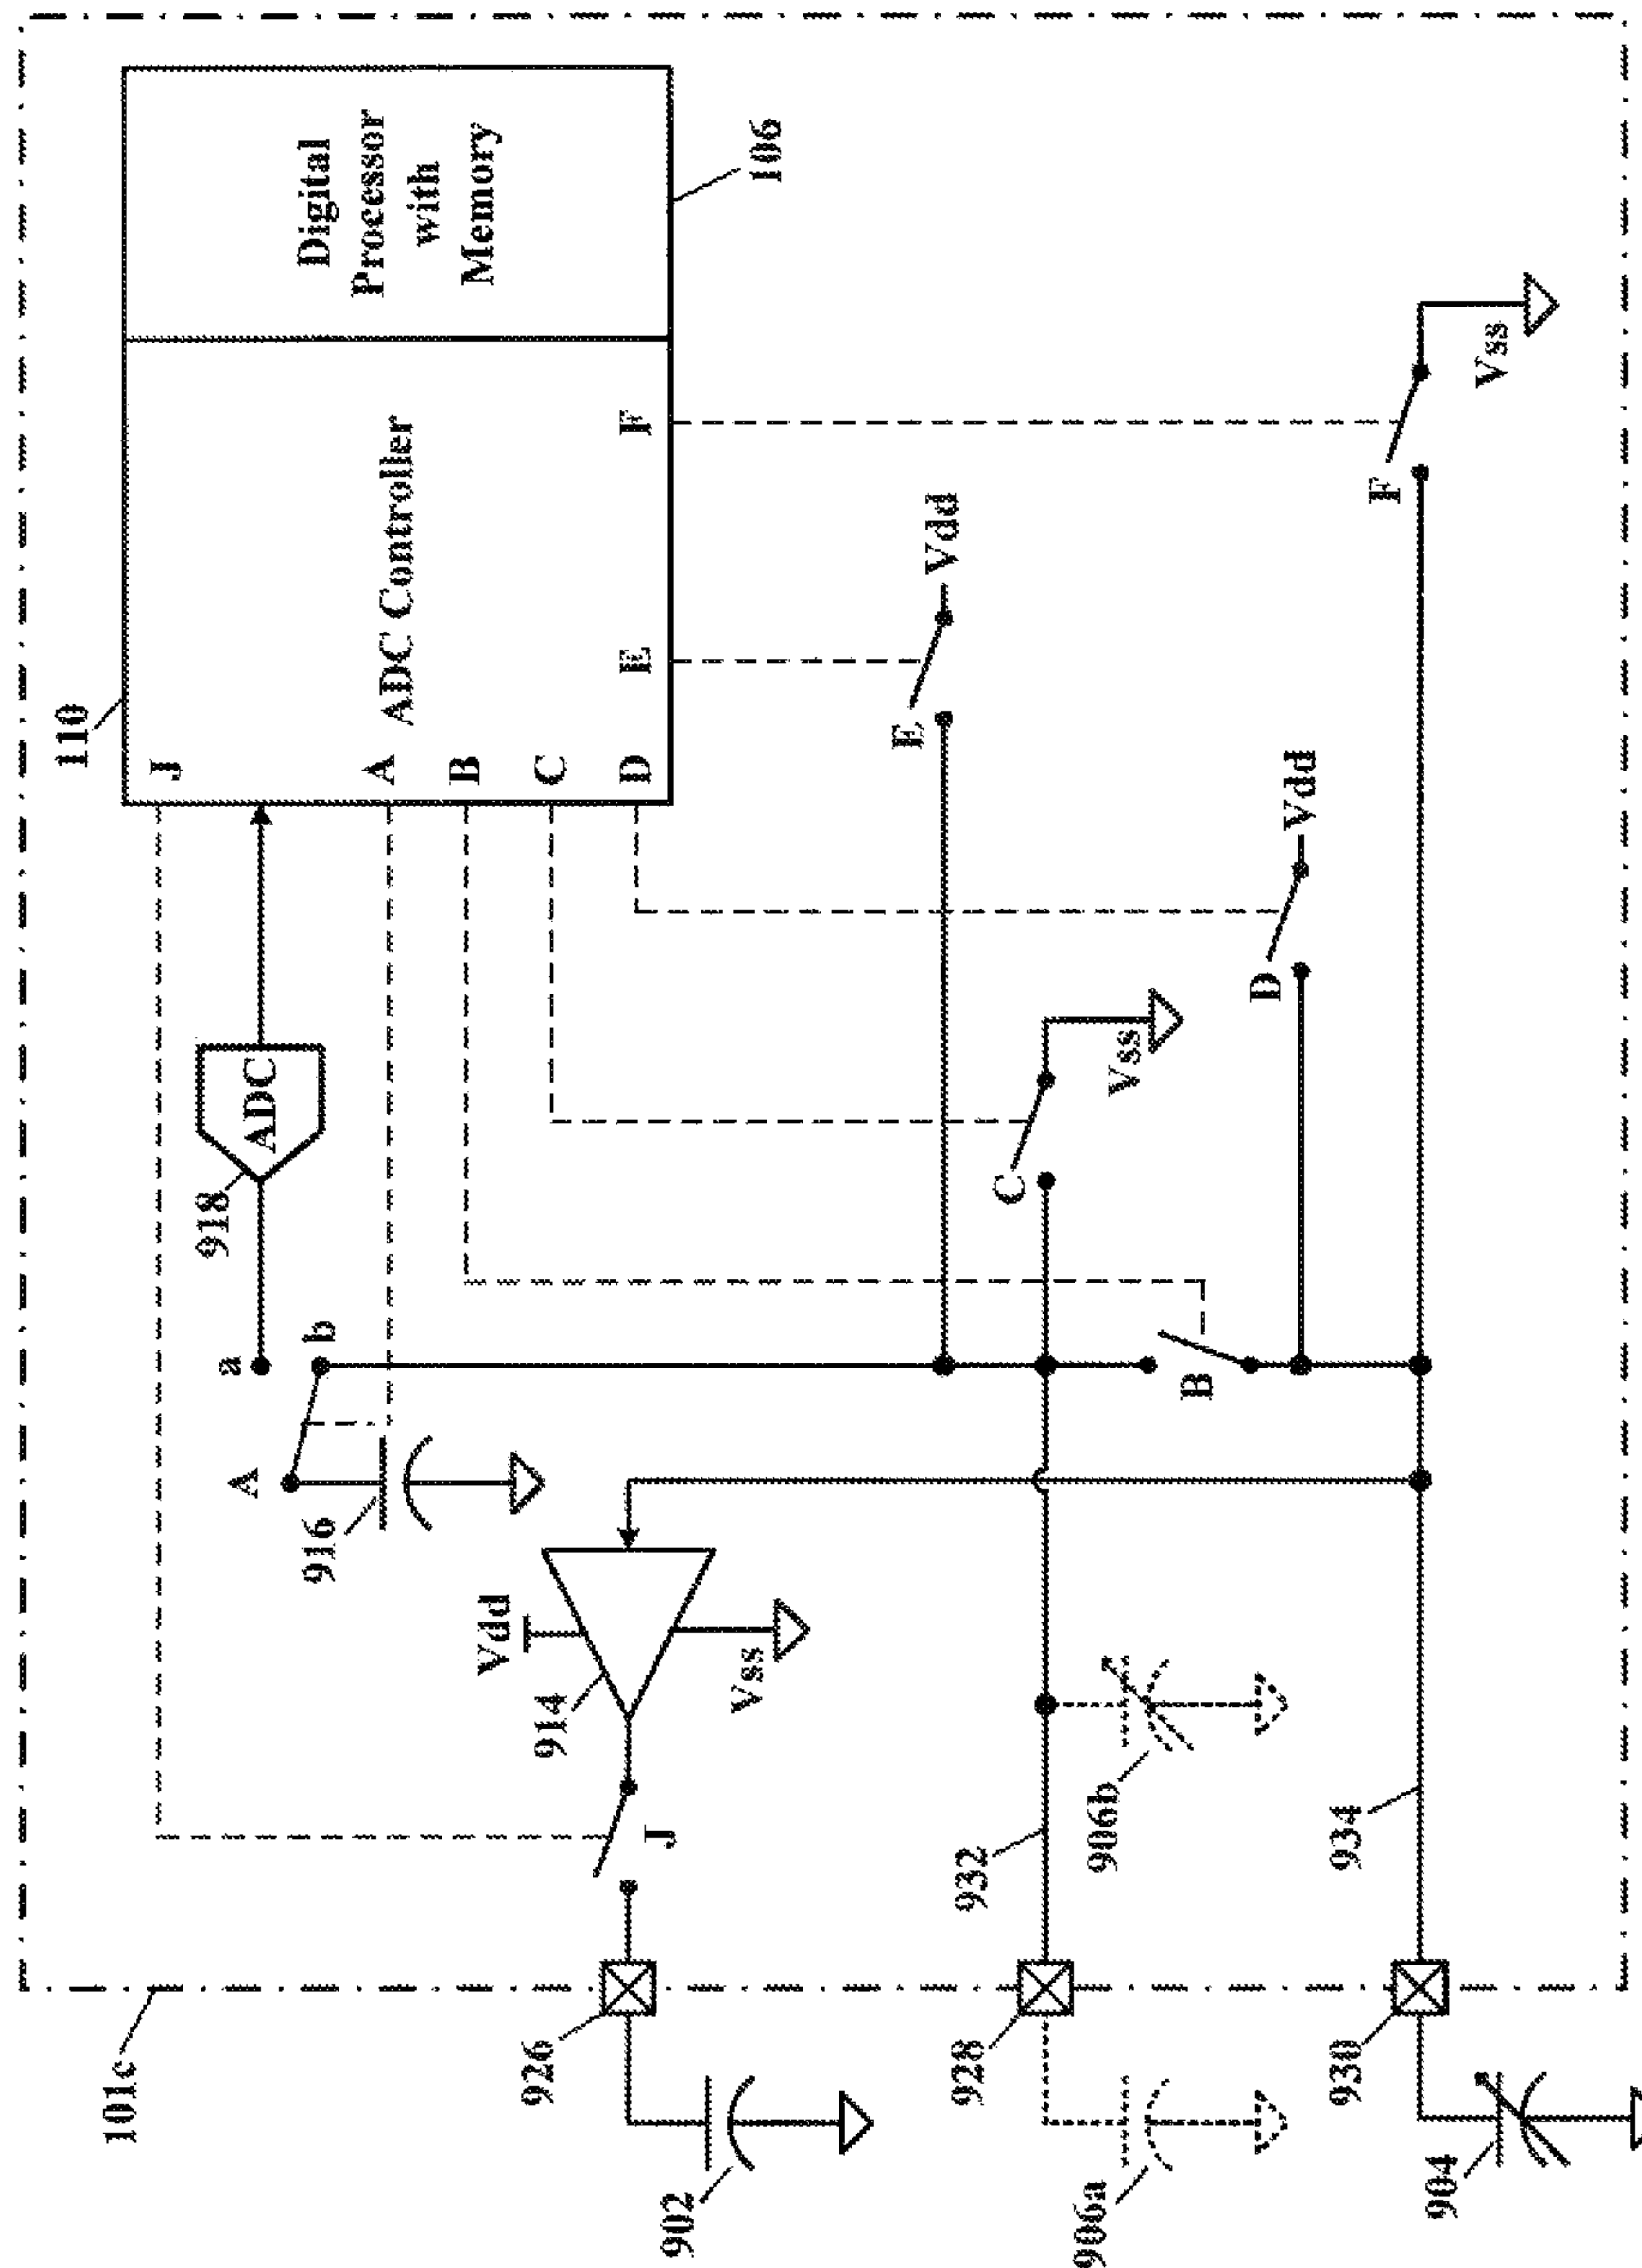 101c
110
J
A
B
C
D
E
F
ADC Controller
Digital
Processor
with
Memory
106
918
ADC
a
b
A
916
Vdd
914
Vss
J
926
902
E
Vdd
C
Vss
932
906b
928
906a
B
D
Vdd
F
Vss
934
930
904